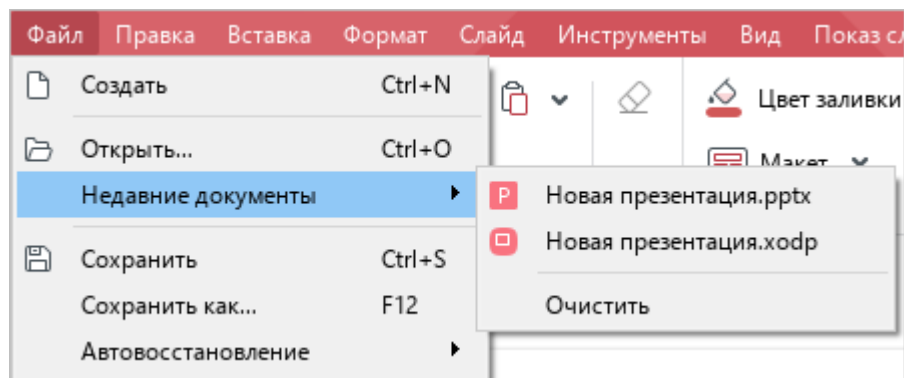 Файл Правка Вставка Формат Слайд Инструменты Вид Показ
Создать Ctrl+N
Цвет заливки
Открыть... Ctrl+O
Макет
Недавние документы
P Новая презентация.pptx
Новая презентация.xodp
Сохранить Ctrl+S
Сохранить как... F12
Очистить
Автовосстановление